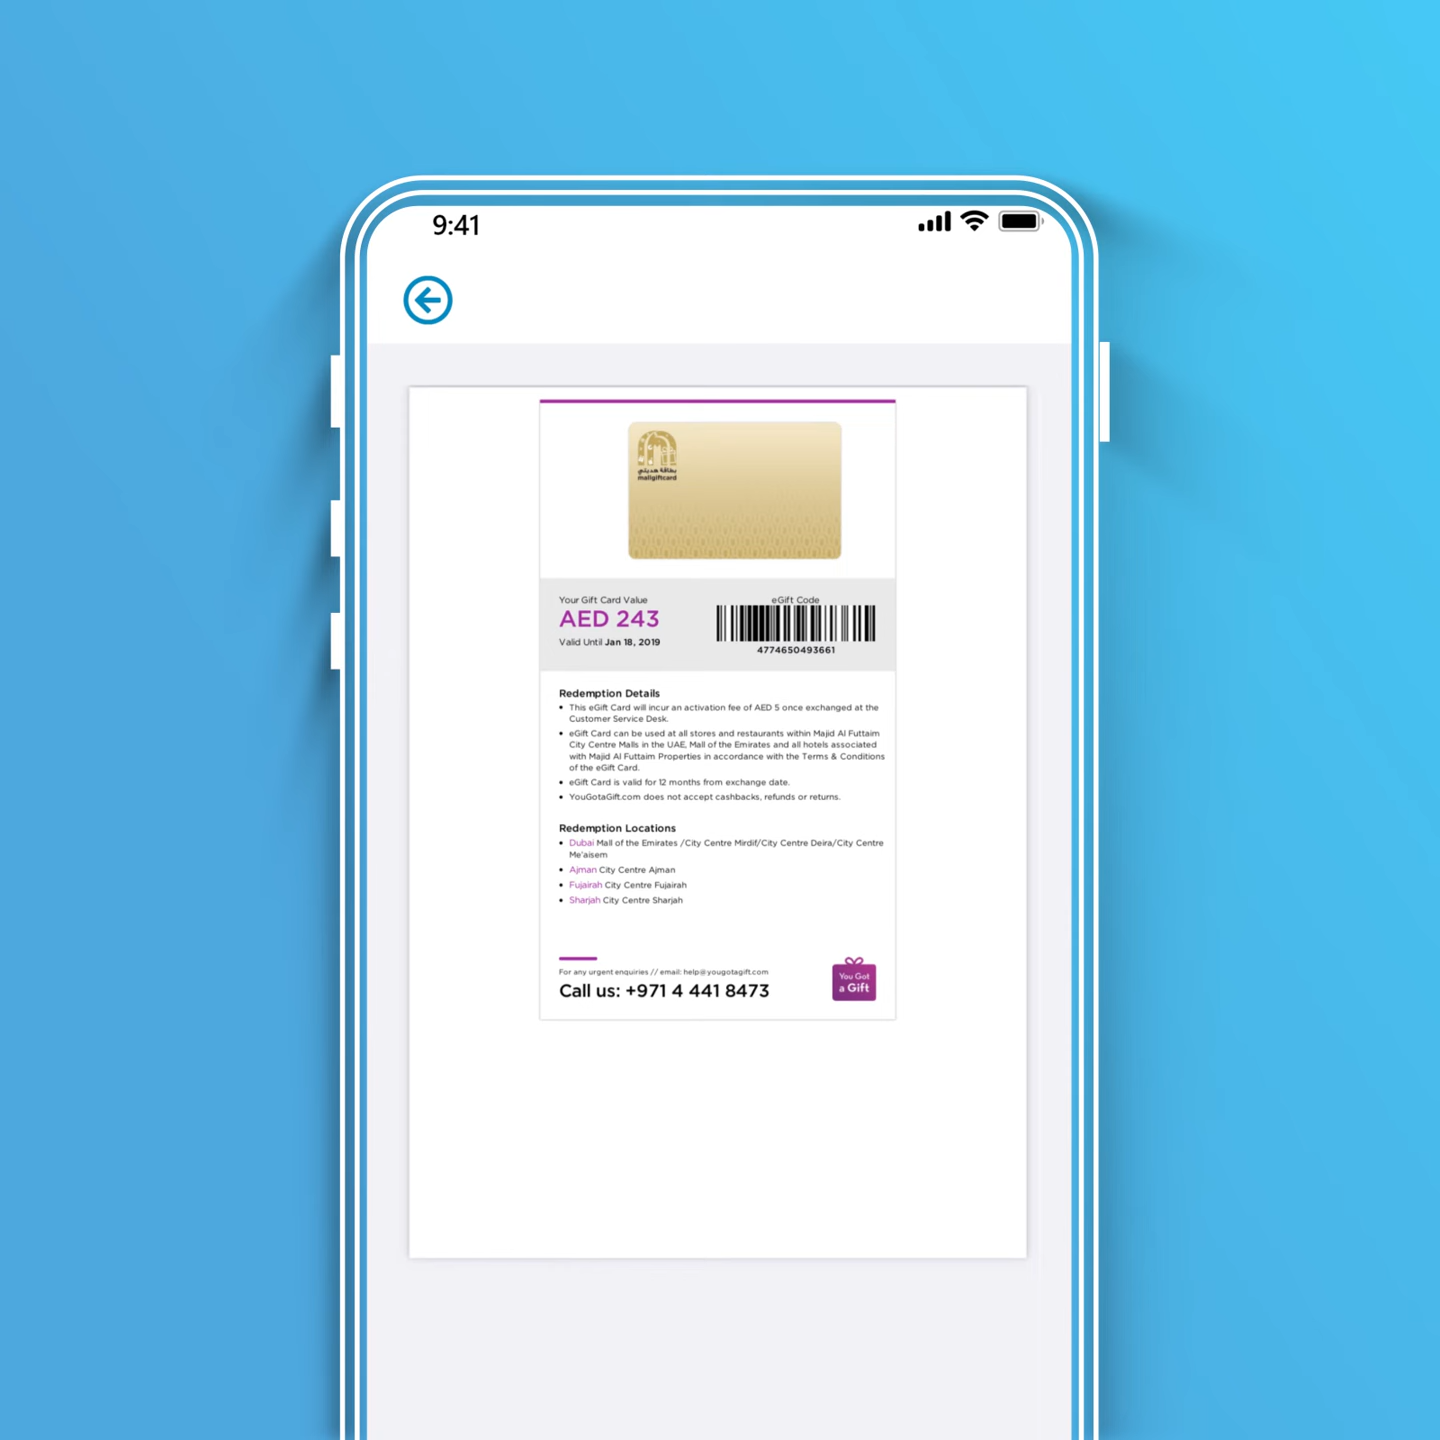 9:41
بطاقة هديتي
mallgiftcard
Your Gift Card Value
AED 243
Valid Until Jan 18, 2019
eGift Code
4774650493661
Redemption Details
• This eGift Card will incur an activation fee of AED 5 once exchanged at the
Customer Service Desk.
• eGift Card can be used at all stores and restaurants within Majid Al Futtaim
City Centre Malls in the UAE, Mall of the Emirates and all hotels associated
with Majid Al Futtaim Properties in accordance with the Terms & Conditions
of the eGift Card.
• eGift Card is valid for 12 months from exchange date.
• YouGotaGift.com does not accept cashbacks, refunds or returns.
Redemption Locations
• Dubai Mall of the Emirates /City Centre Mirdif/City Centre Deira/City Centre
Me'aisem
• Ajman City Centre Ajman
• Fujairah City Centre Fujairah
• Sharjah City Centre Sharjah
For any urgent enquiries // email: help@yougotagift.com
Call us: +971 4 441 8473
You Got
a Gift